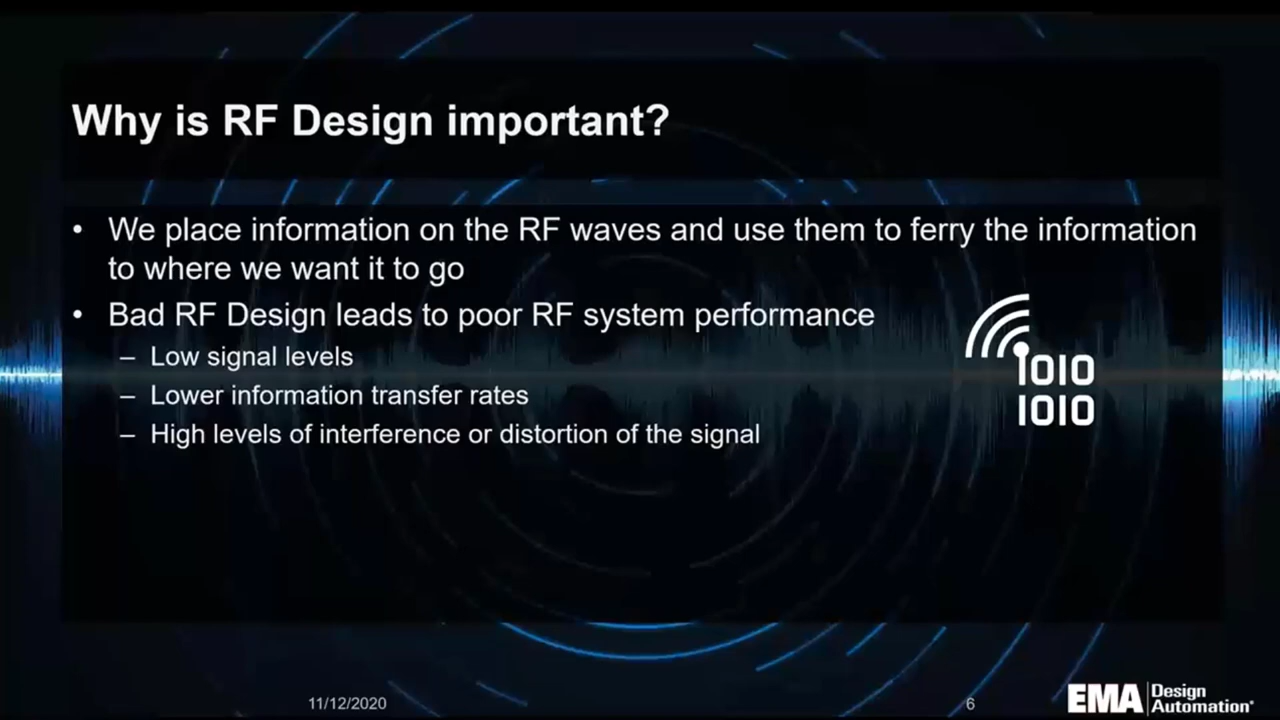 Why is RF Design important?
• We place information on the RF waves and use them to ferry the information
to where we want it to go
• Bad RF Design leads to poor RF system performance
– Low signal levels
– Lower information transfer rates
– High levels of interference or distortion of the signal
1010
1010
11/12/2020
6
EMA Design
Automation®